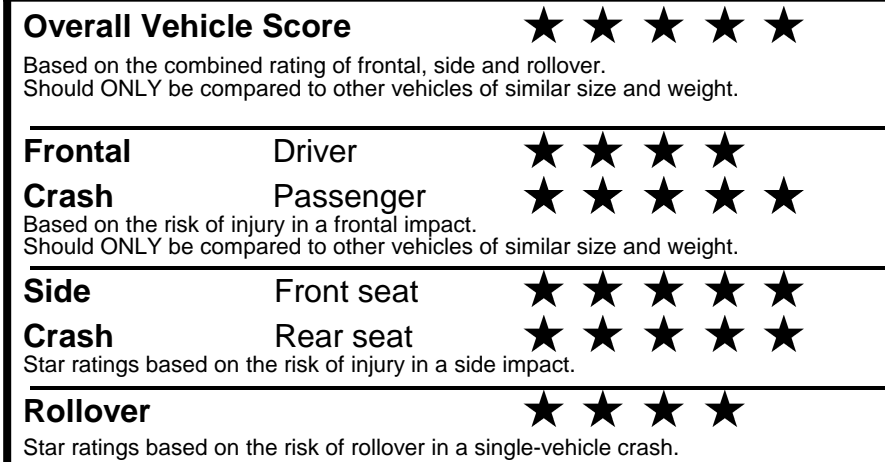 Overall Vehicle Score ★ ★ ★ ★ ★
Based on the combined rating of frontal, side and rollover.
Should ONLY be compared to other vehicles of similar size and weight.
Frontal Driver ★ ★ ★ ★
Crash Passenger ★ ★ ★ ★ ★
Based on the risk of injury in a frontal impact.
Should ONLY be compared to other vehicles of similar size and weight.
Side Front seat ★ ★ ★ ★ ★
Crash Rear seat ★ ★ ★ ★ ★
Star ratings based on the risk of injury in a side impact.
Rollover ★ ★ ★ ★
Star ratings based on the risk of rollover in a single-vehicle crash.